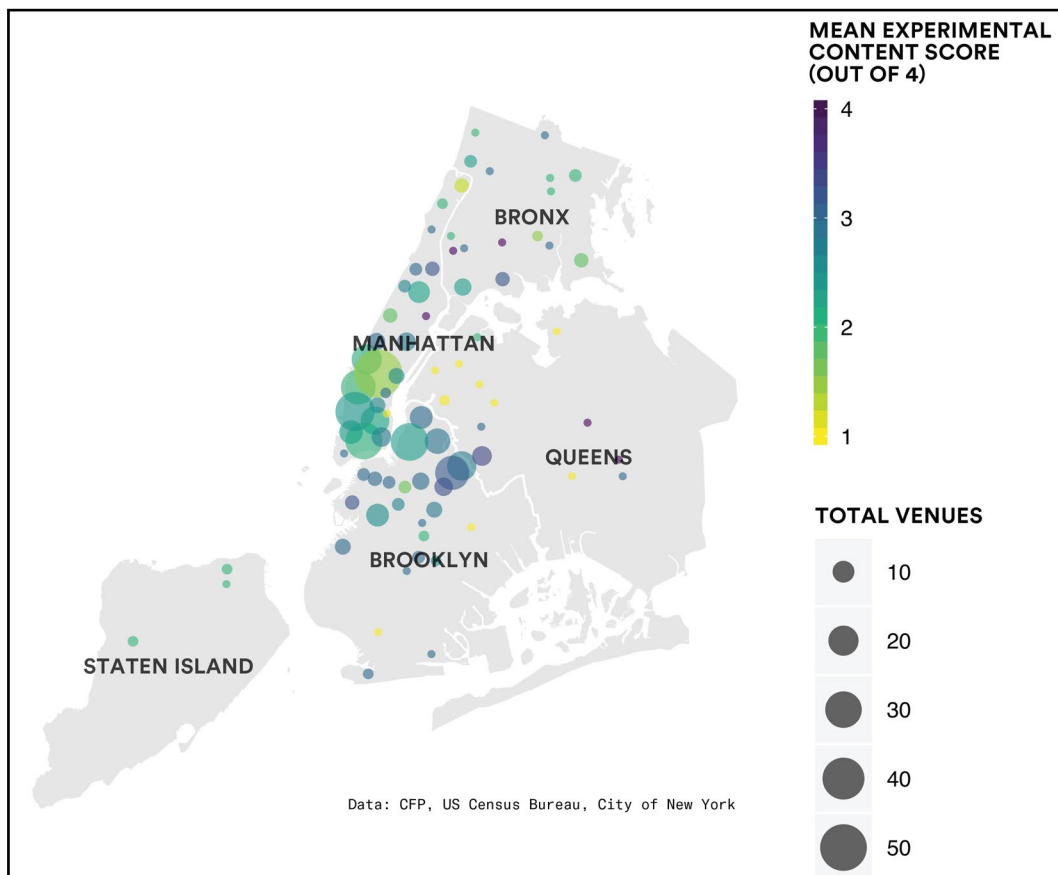 MEAN EXPERIMENTAL
CONTENT SCORE
(OUT OF 4)
4
3
2
1
BRONX
MANHATTAN
QUEENS
BROOKLYN
STATEN ISLAND
TOTAL VENUES
10
20
30
40
50
Data: CFP, US Census Bureau, City of New York